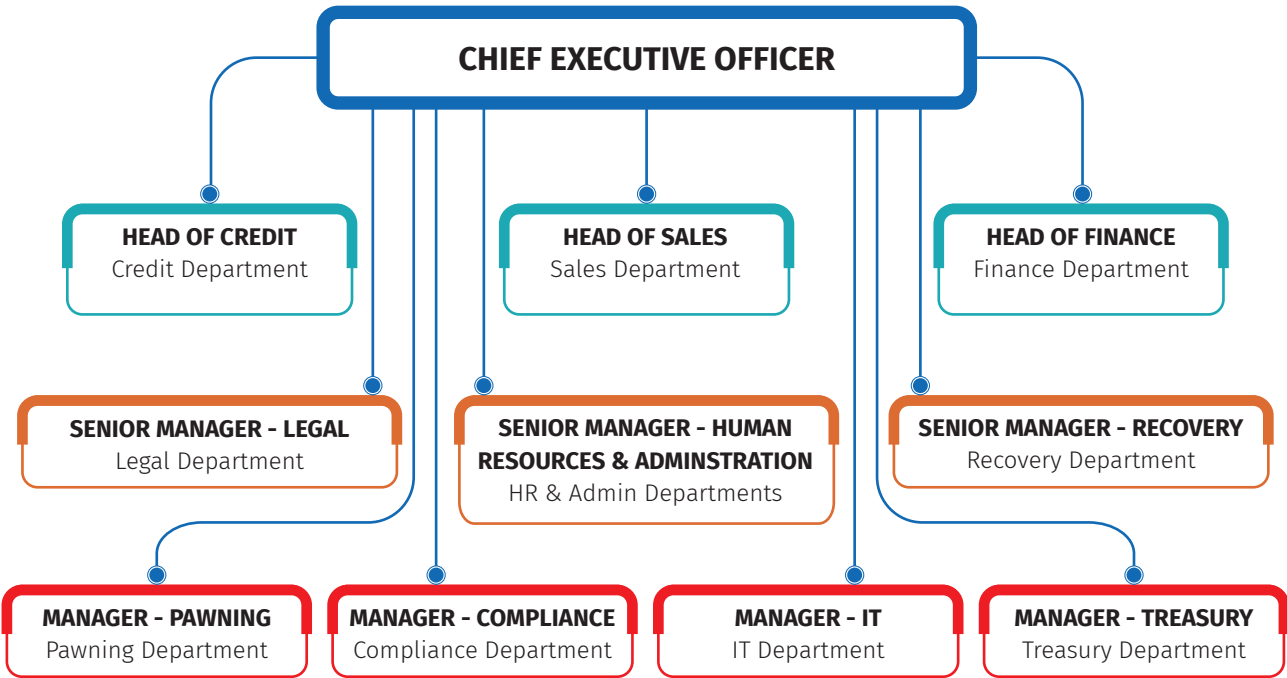 CHIEF EXECUTIVE OFFICER
HEAD OF CREDIT
Credit Department
HEAD OF SALES
Sales Department
HEAD OF FINANCE
Finance Department
SENIOR MANAGER - LEGAL
Legal Department
SENIOR MANAGER - HUMAN
RESOURCES & ADMINSTRATION
HR & Admin Departments
SENIOR MANAGER - RECOVERY
Recovery Department
MANAGER - PAWNING
Pawning Department
MANAGER - COMPLIANCE
Compliance Department
MANAGER - IT
IT Department
MANAGER - TREASURY
Treasury Department